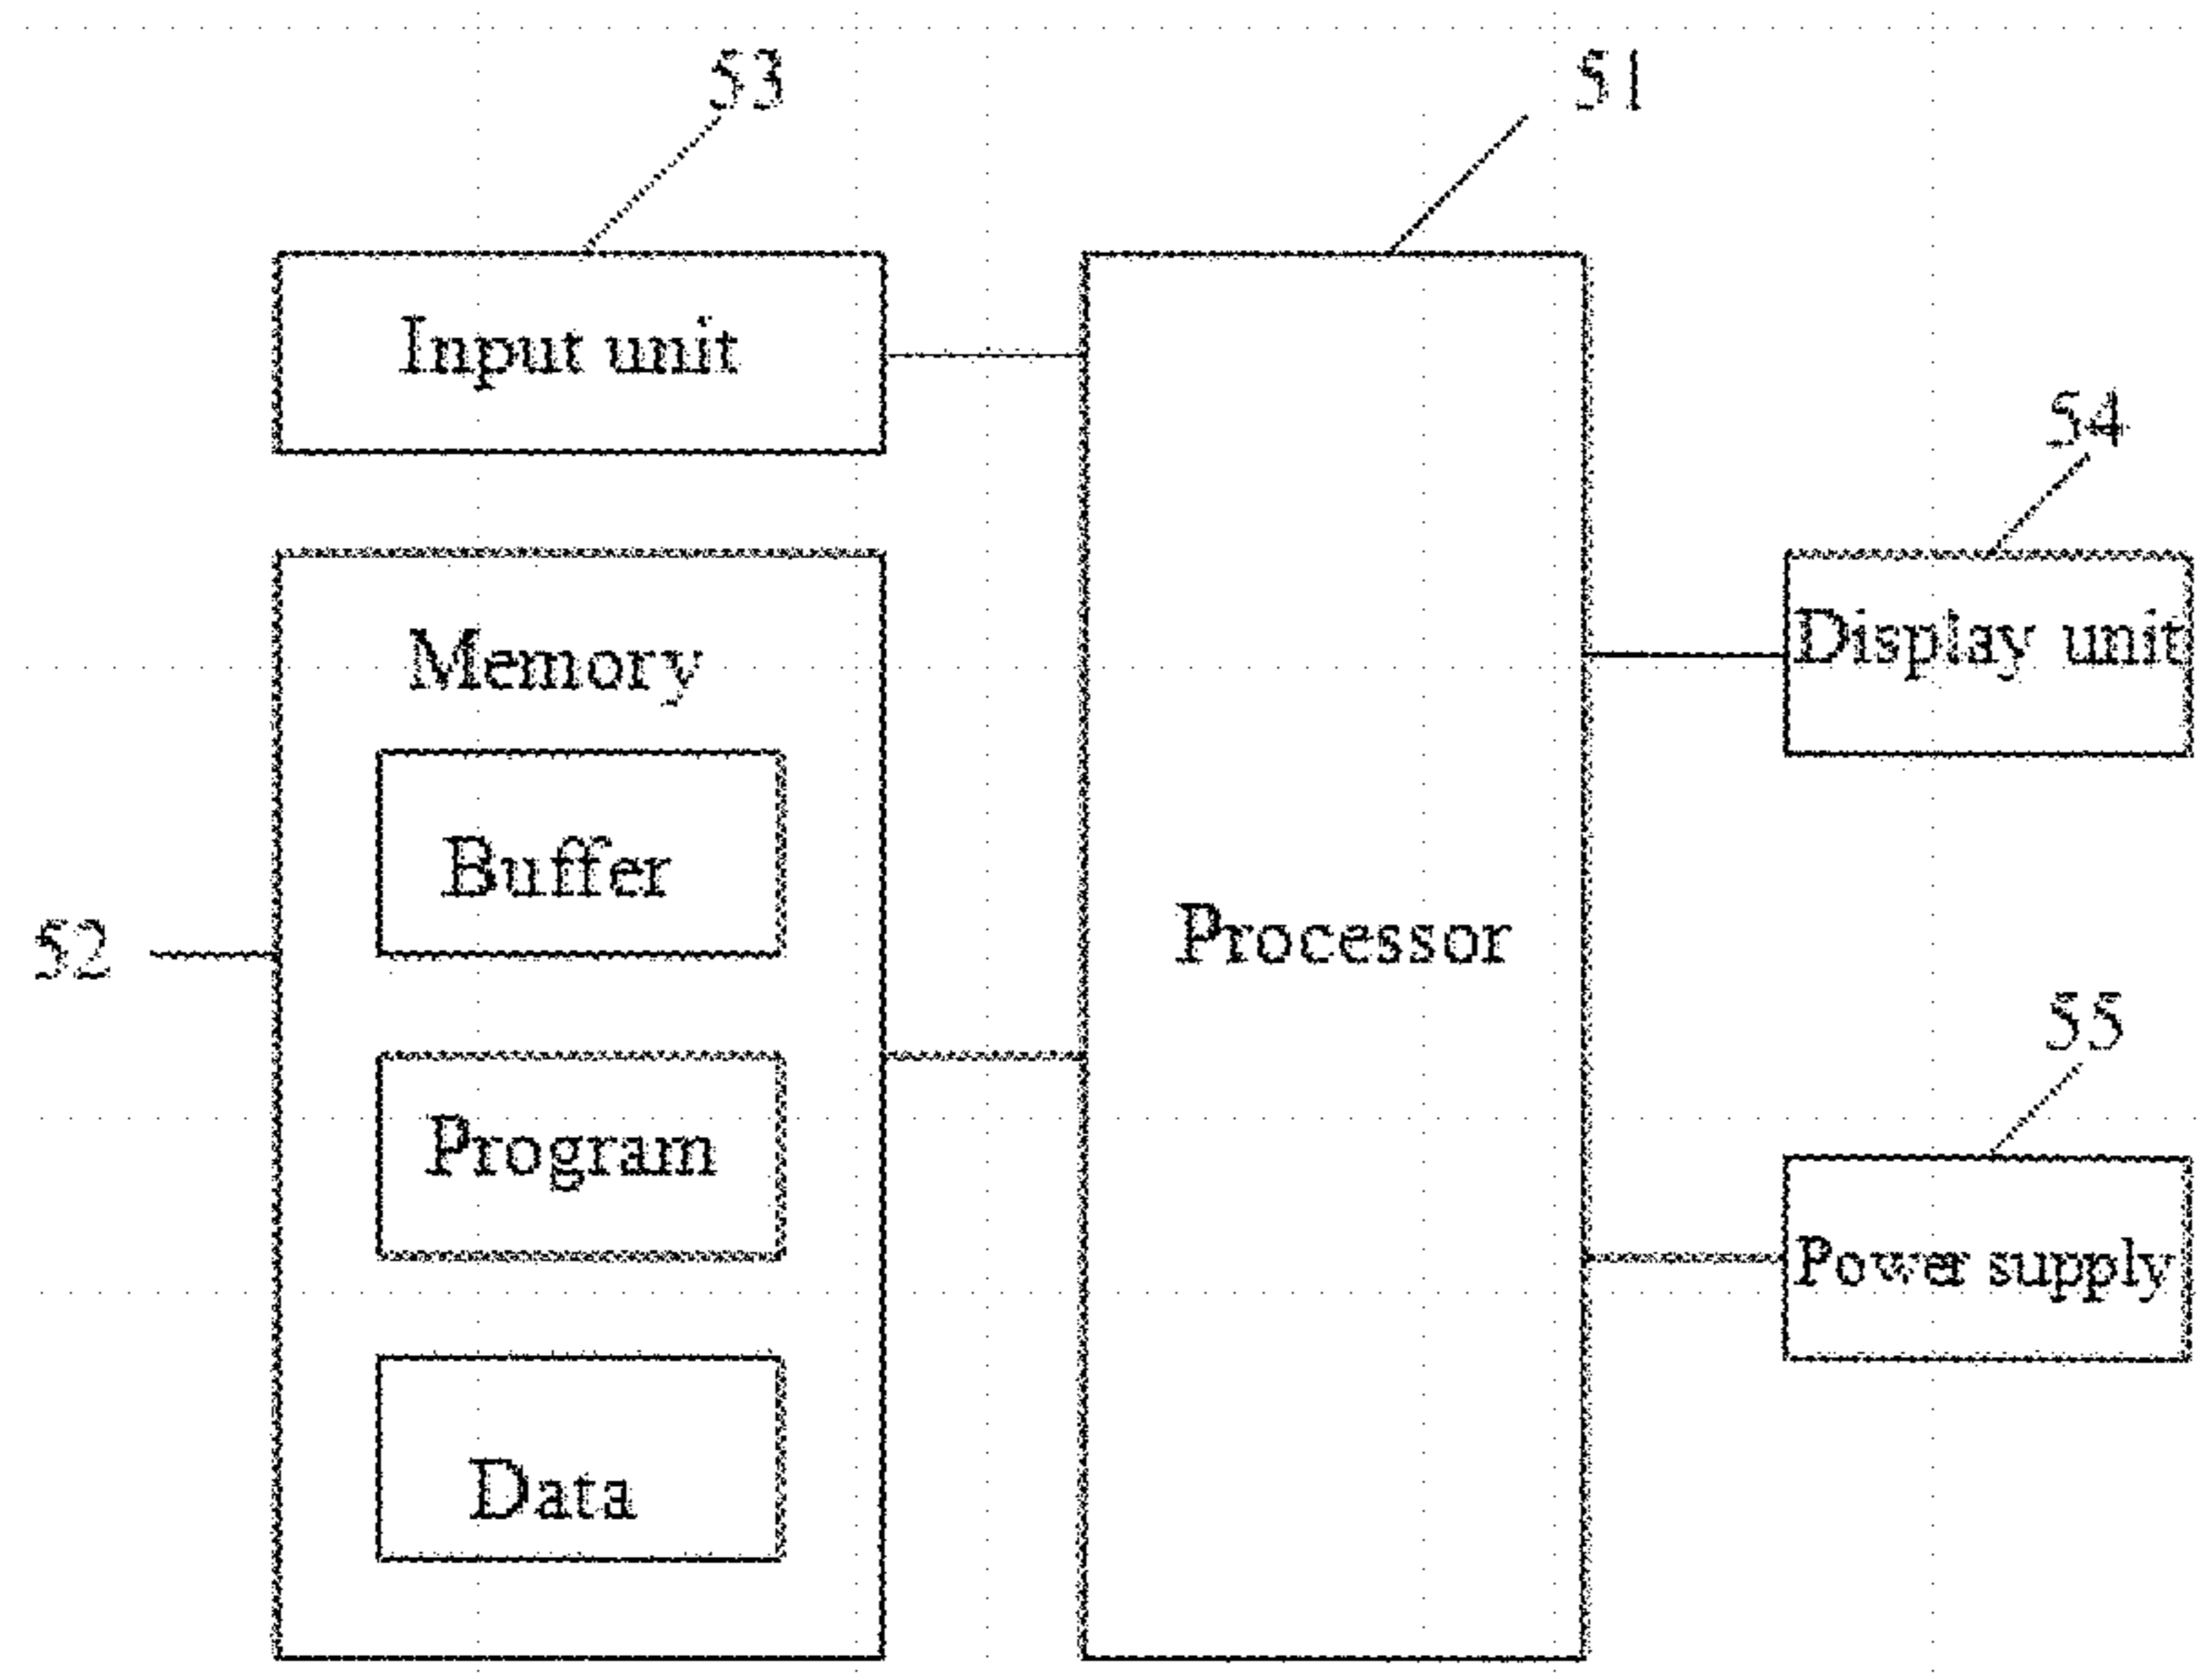 53
51
Input unit
54
Display unit
Memory
Buffer
52
Processor
55
Program
Power supply
Data